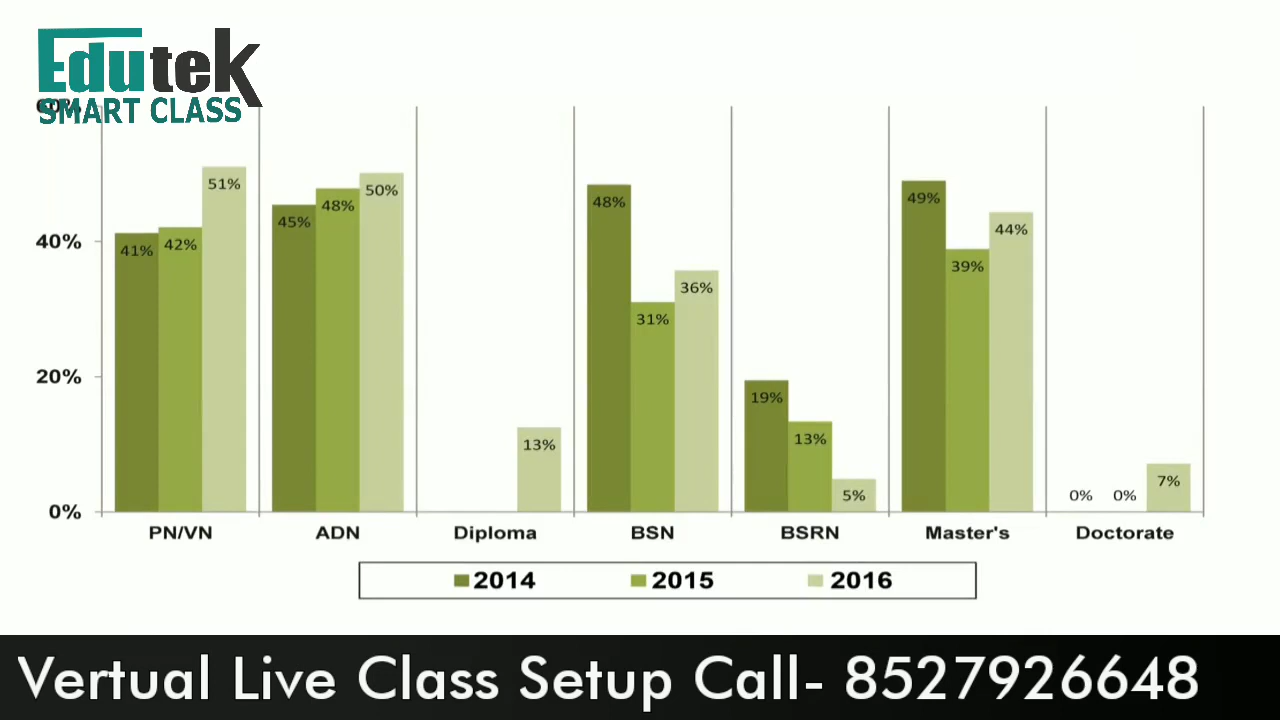 Edutek
SMART CLASS
60%
40%
20%
0%
41%
42%
51%
45%
48%
50%
13%
48%
31%
36%
19%
13%
5%
49%
39%
44%
0%
0%
7%
PN/VN
ADN
Diploma
BSN
BSRN
Master's
Doctorate
2014
2015
2016
Vertual Live Class Setup Call- 8527926648